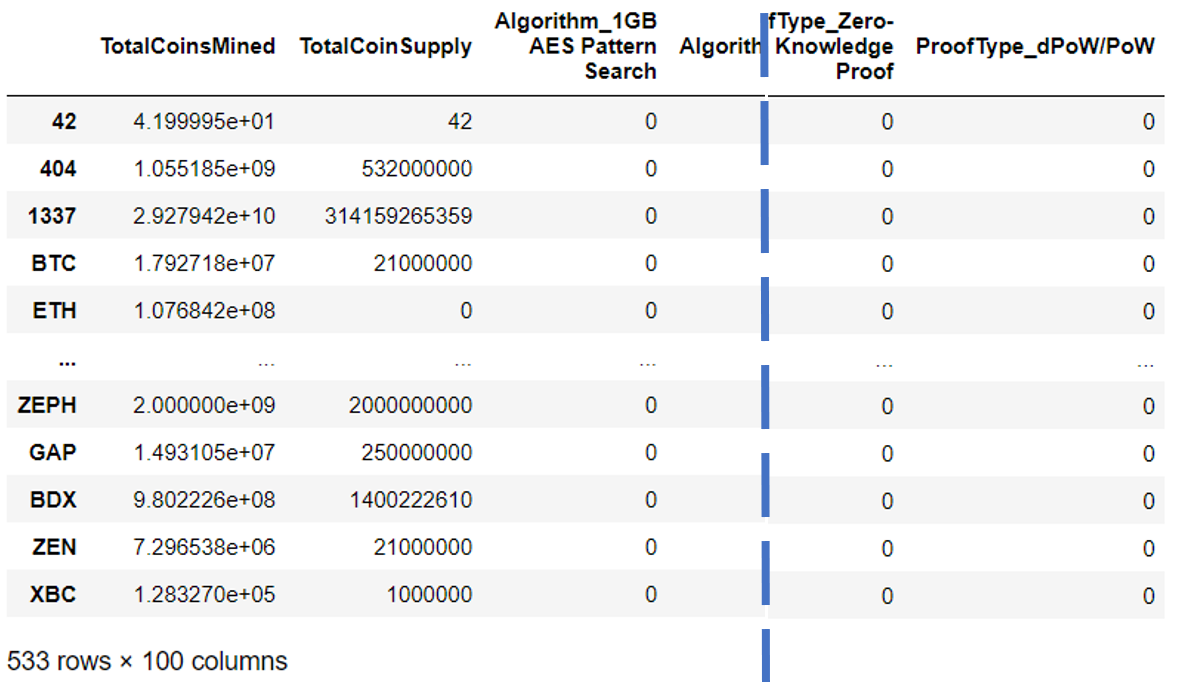 TotalCoinsMined TotalCoinSupply Algorithm_1GB AES Pattern Search Algorith fType_Zero-Knowledge Proof ProofType_dPoW/PoW
42 4.199995e+01 42 0 0 0
404 1.055185e+09 532000000 0 0 0
1337 2.927942e+10 314159265359 0 0 0
BTC 1.792718e+07 21000000 0 0 0
ETH 1.076842e+08 0 0 0 0
... ... ... ... ... ...
ZEPH 2.000000e+09 2000000000 0 0 0
GAP 1.493105e+07 250000000 0 0 0
BDX 9.802226e+08 1400222610 0 0 0
ZEN 7.296538e+06 21000000 0 0 0
XBC 1.283270e+05 1000000 0 0 0
533 rows × 100 columns